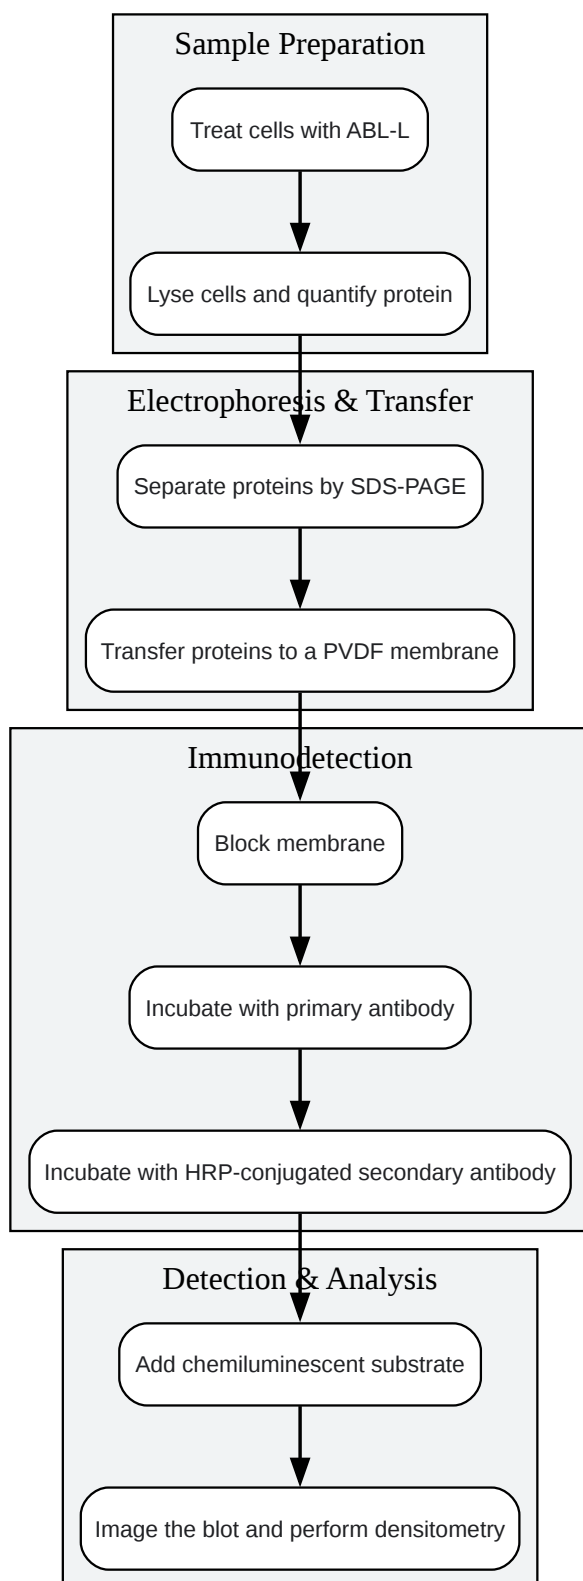 Sample Preparation
Treat cells with ABL-L
Lyse cells and quantify protein
Electrophoresis & Transfer
Separate proteins by SDS-PAGE
Transfer proteins to a PVDF membrane
Immunodetection
Block membrane
Incubate with primary antibody
Incubate with HRP-conjugated secondary antibody
Detection & Analysis
Add chemiluminescent substrate
Image the blot and perform densitometry